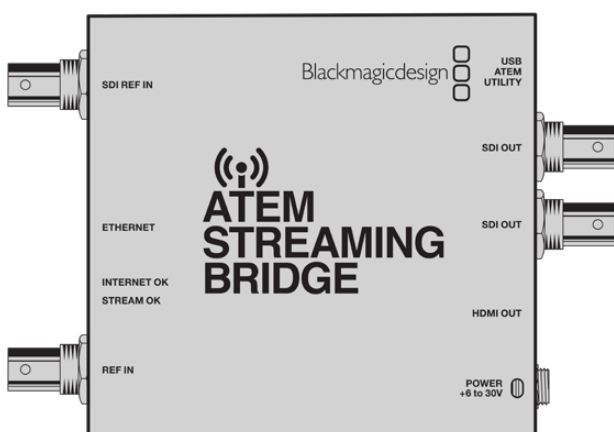 SDI REF IN
Blackmagicdesign
USB
ATEM
UTILITY
SDI OUT
ATEM
STREAMING
BRIDGE
ETHERNET
SDI OUT
INTERNET OK
STREAM OK
HDMI OUT
REF IN
POWER
+6 to 30V